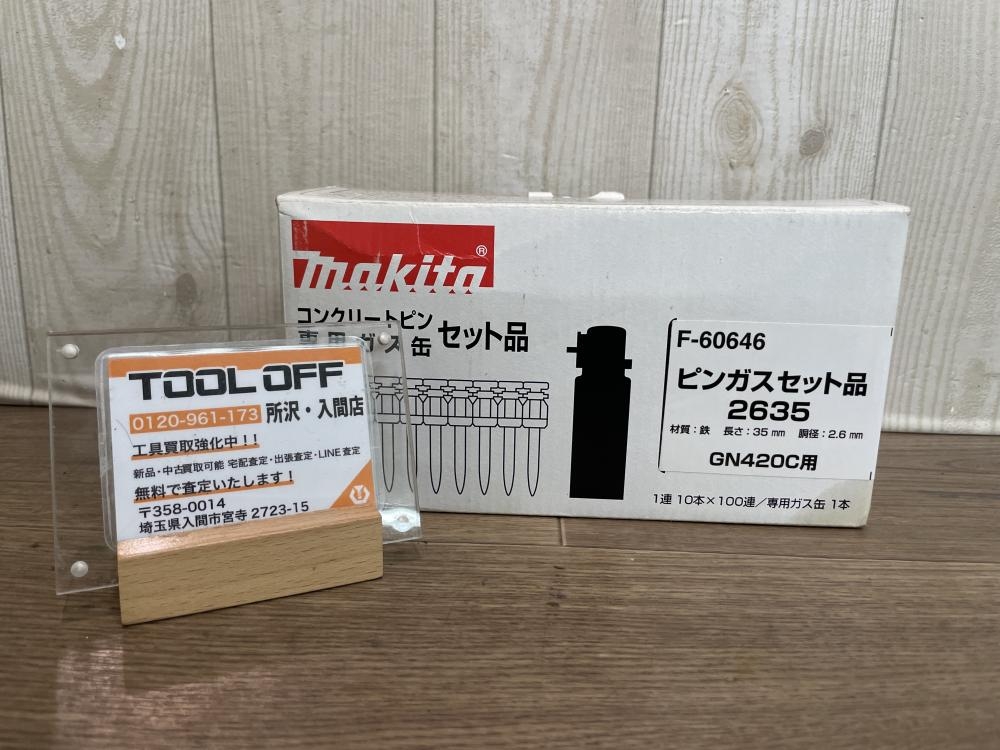 makita®
コンクリートピン
専用ガス缶 セット品
F-60646
ピンガスセット品
2635
材質：鉄 長さ：35㎜ 胴径：2.6㎜
GN420C用
1連 10本×100連／専用ガス缶 1本
TOOL OFF
0120-961-173 所沢・入間店
工具買取強化中！！
新品・中古買取可能 宅配査定・出張査定・LINE査定
無料で査定いたします！
〒358-0014
埼玉県入間市宮寺 2723-15